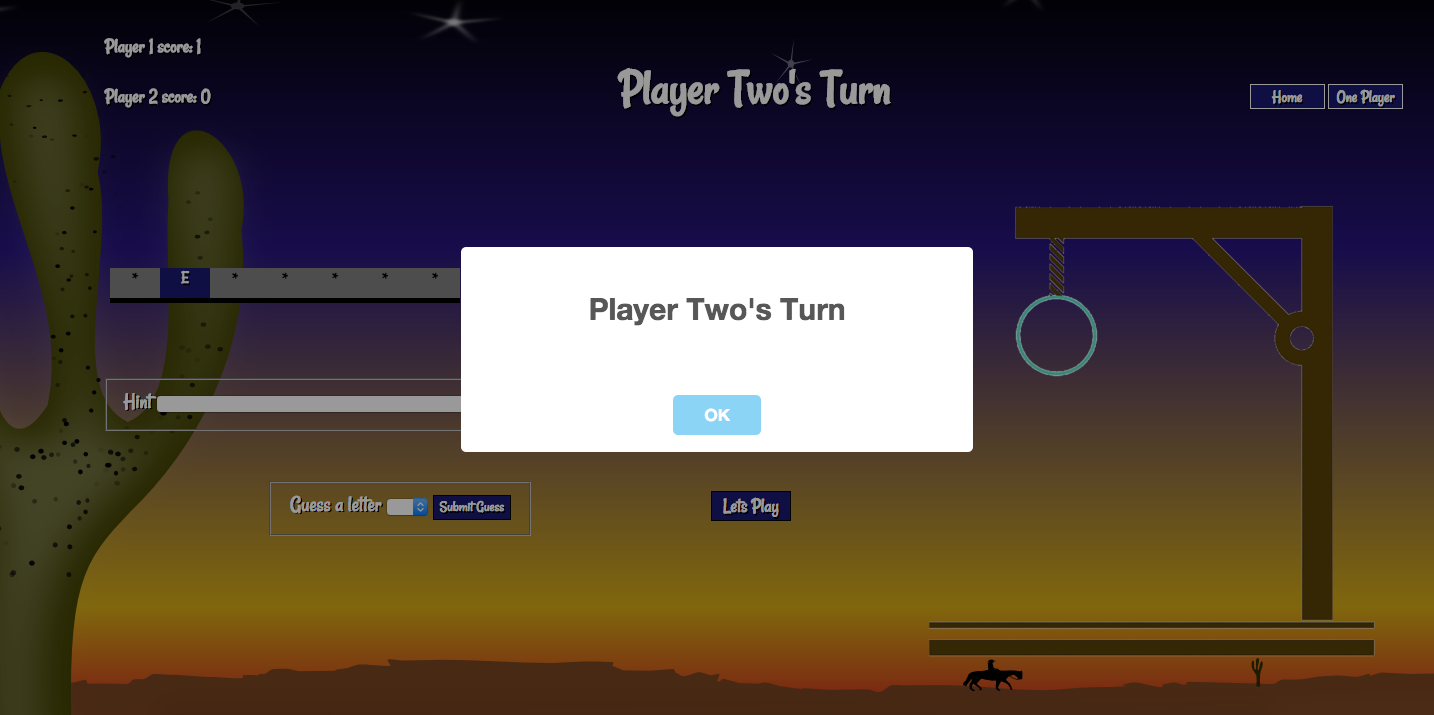 Player 1 score: 1
Player Two's Turn
Player 2 score: 0
Home
One Player
* E * * * * *
Player Two's Turn
Hint
OK
Guess a letter
Submit Guess
Lets Play